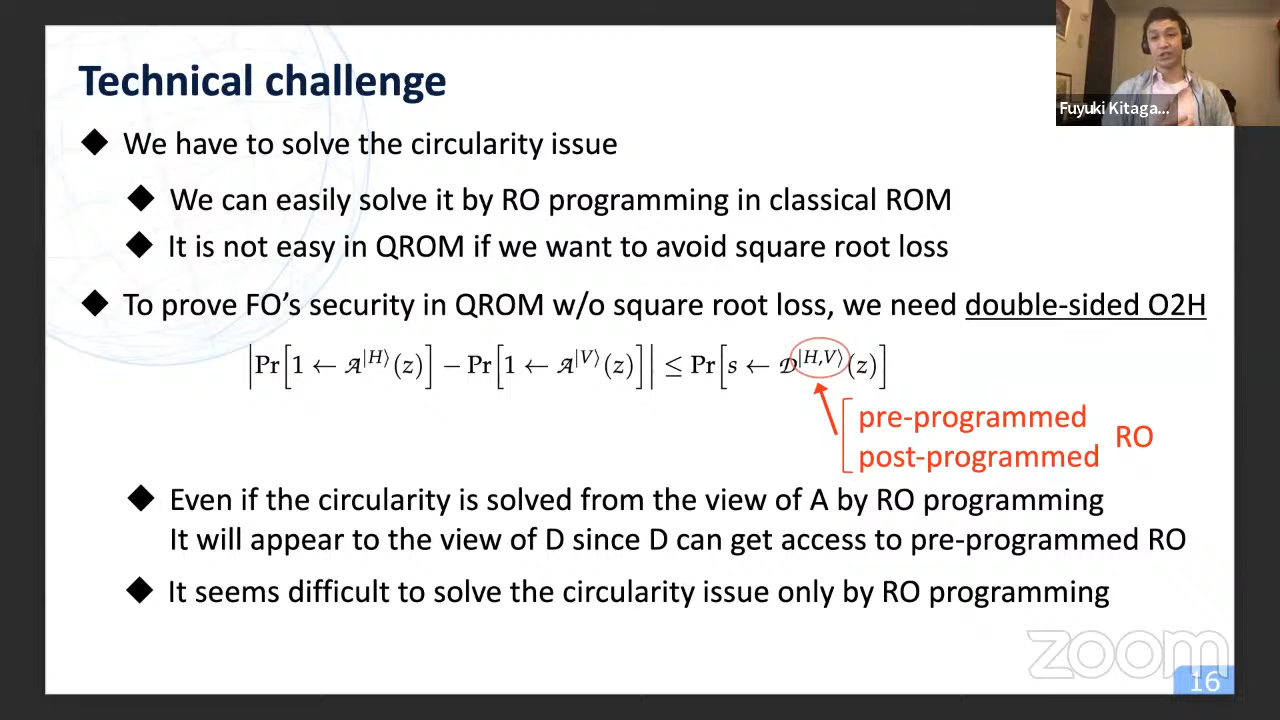 Technical challenge
Fuyuki Kitaga...
◆ We have to solve the circularity issue
◆ We can easily solve it by RO programming in classical ROM
◆ It is not easy in QROM if we want to avoid square root loss
◆ To prove FO's security in QROM w/o square root loss, we need double-sided O2H
|Pr[1 ← 𝒜^|H⟩(z)] − Pr[1 ← 𝒜^|V⟩(z)]| ≤ Pr[s ← 𝒟^|H,V⟩(z)]
pre-programmed
post-programmed
RO
◆ Even if the circularity is solved from the view of A by RO programming
It will appear to the view of D since D can get access to pre-programmed RO
◆ It seems difficult to solve the circularity issue only by RO programming
zoom
16